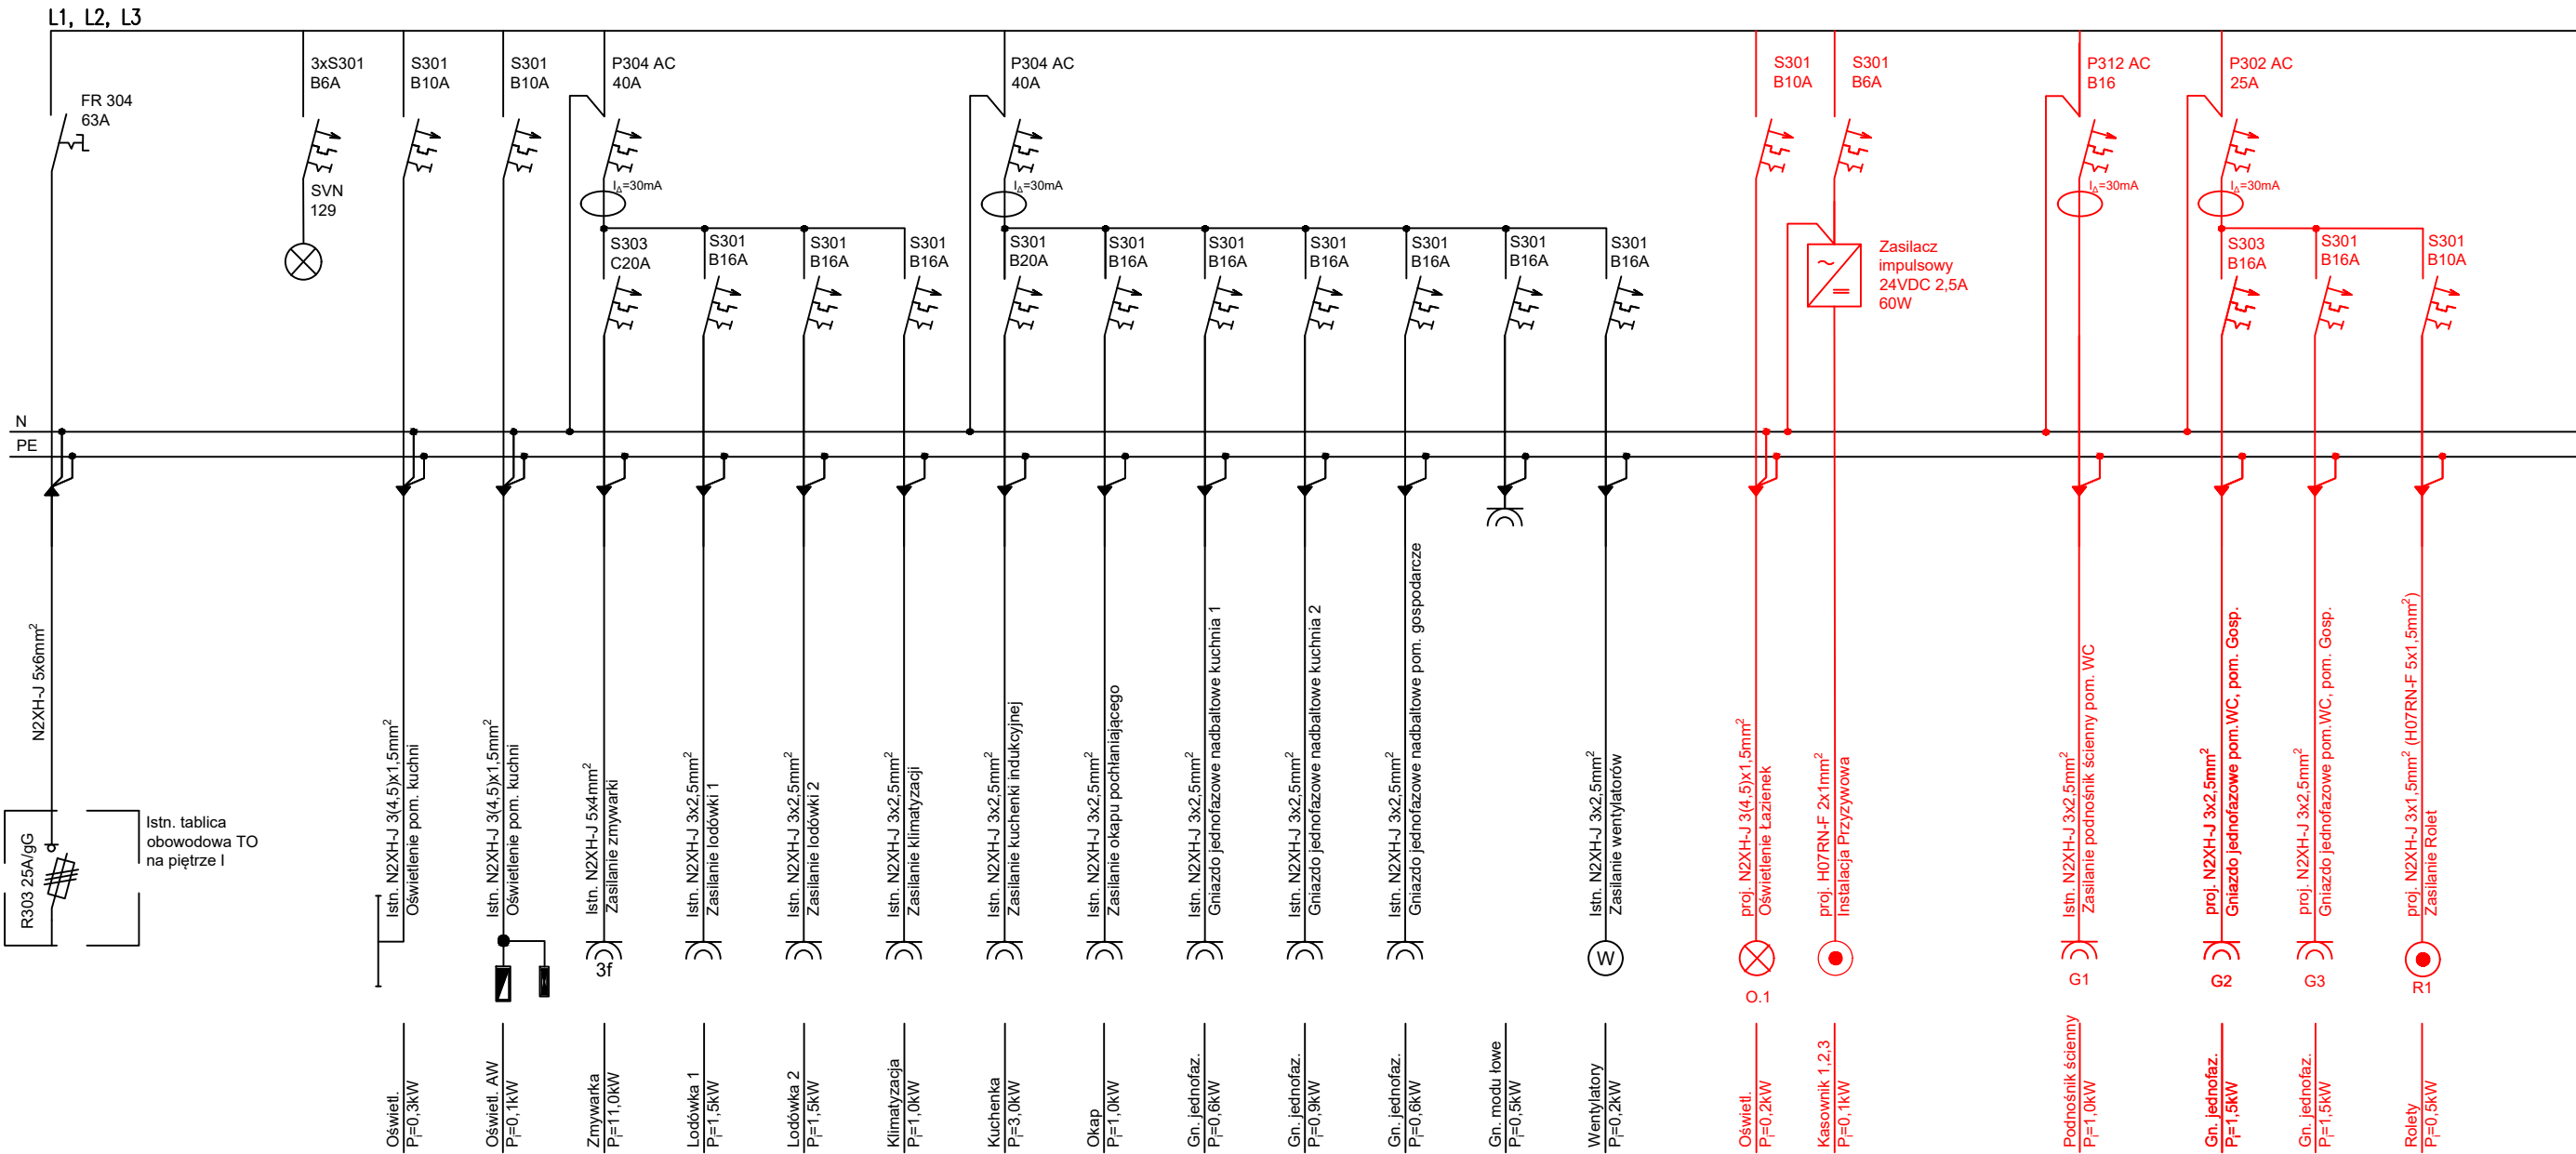 L1, L2, L3
FR 304
63A
3xS301
B6A
SVN
129
S301
B10A
S301
B10A
P304 AC
40A
IΔ=30mA
S303
C20A
S301
B16A
S301
B16A
S301
B16A
P304 AC
40A
IΔ=30mA
S301
B20A
S301
B16A
S301
B16A
S301
B16A
S301
B16A
S301
B16A
S301
B16A
S301
B10A
S301
B6A
Zasilacz
impulsowy
24VDC 2,5A
60W
P312 AC
B16
IΔ=30mA
P302 AC
25A
IΔ=30mA
S303
B16A
S301
B16A
S301
B10A
N
PE
N2XH-J 5x6mm²
R303 25A/gG
Istn. tablica
obowodowa TO
na piętrze I
Istn. N2XH-J 3(4,5)x1,5mm²
Oświetlenie pom. kuchni
Istn. N2XH-J 3(4,5)x1,5mm²
Oświetlenie pom. kuchni
Istn. N2XH-J 5x4mm²
Zasilanie zmywarki
Istn. N2XH-J 3x2,5mm²
Zasilanie lodówki 1
Istn. N2XH-J 3x2,5mm²
Zasilanie lodówki 2
Istn. N2XH-J 3x2,5mm²
Zasilanie klimatyzacji
Istn. N2XH-J 3x2,5mm²
Zasilanie kuchenki indukcyjnej
Istn. N2XH-J 3x2,5mm²
Zasilanie okapu pochłaniającego
Istn. N2XH-J 3x2,5mm²
Gniazdo jednofazowe nadbaltowe kuchnia 1
Istn. N2XH-J 3x2,5mm²
Gniazdo jednofazowe nadbaltowe kuchnia 2
Istn. N2XH-J 3x2,5mm²
Gniazdo jednofazowe nadbaltowe pom. gospodarcze
Istn. N2XH-J 3x2,5mm²
Zasilanie wentylatorów
proj. N2XH-J 3(4,5)x1,5mm²
Oświetlenie Łazienek
proj. H07RN-F 2x1mm²
Instalacja Przyzywowa
Istn. N2XH-J 3x2,5mm²
Zasilanie podnośnik ścienny pom. WC
proj. N2XH-J 3x2,5mm²
Gniazdo jednofazowe pom.WC, pom. Gosp.
proj. N2XH-J 3x2,5mm²
Gniazdo jednofazowe pom.WC, pom. Gosp.
proj. N2XH-J 3x1,5mm² (H07RN-F 5x1,5mm²)
Zasilanie Rolet
3f
W
O.1
G1
G2
G3
R1
Oświetl.
Pi=0,3kW
Oświetl. AW
Pi=0,1kW
Zmywarka
Pi=11,0kW
Lodówka 1
Pi=1,5kW
Lodówka 2
Pi=1,5kW
Klimatyzacja
Pi=1,0kW
Kuchenka
Pi=3,0kW
Okap
Pi=1,0kW
Gn. jednofaz.
Pi=0,6kW
Gn. jednofaz.
Pi=0,9kW
Gn. jednofaz.
Pi=0,6kW
Gn. modu łowe
Pi=0,5kW
Wentylatory
Pi=0,2kW
Oświetl.
Pi=0,2kW
Kasownik 1,2,3
Pi=0,1kW
Podnośnik ścienny
Pi=1,0kW
Gn. jednofaz.
Pi=1,5kW
Gn. jednofaz.
Pi=1,5kW
Rolety
Pi=0,5kW